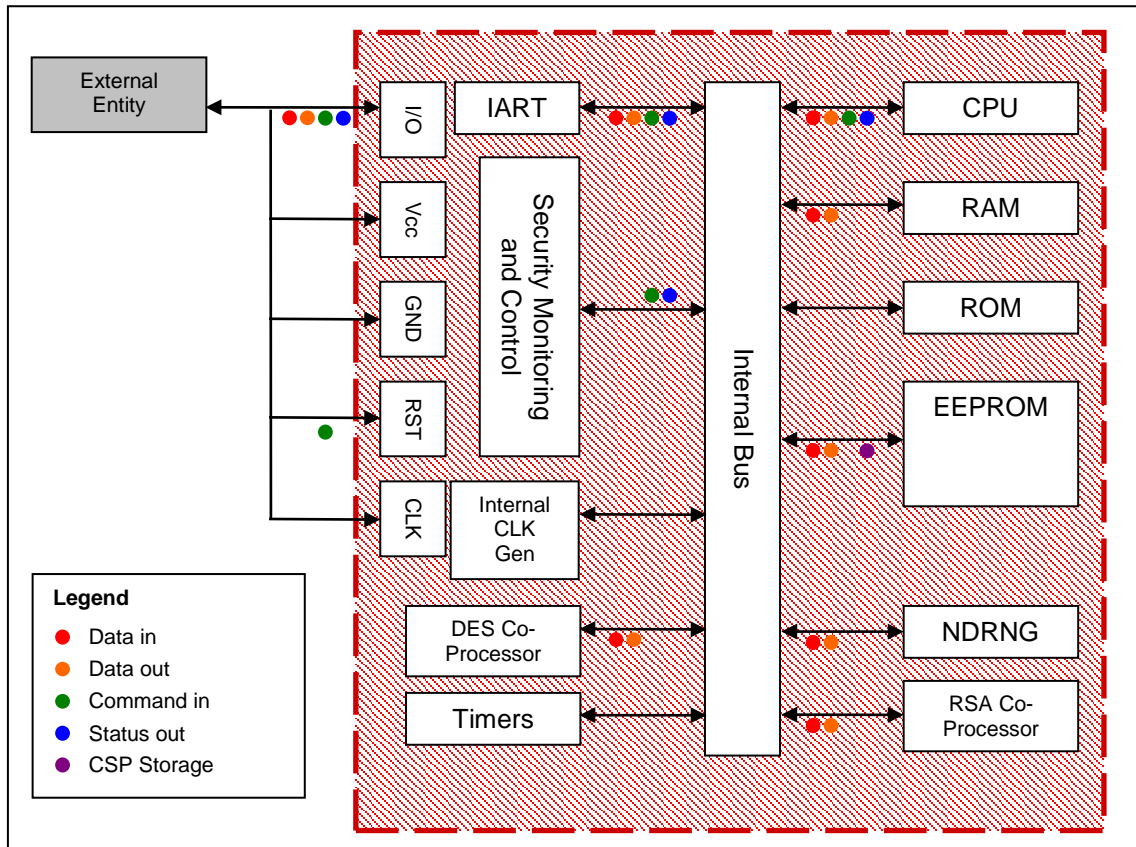 External
Entity
I/O
IART
CPU
Vcc
Security Monitoring
and Control
RAM
GND
ROM
Internal Bus
RST
EEPROM
CLK
Internal
CLK
Gen
Legend
Data in
Data out
Command in
Status out
CSP Storage
DES Co-
Processor
NDRNG
Timers
RSA Co-
Processor